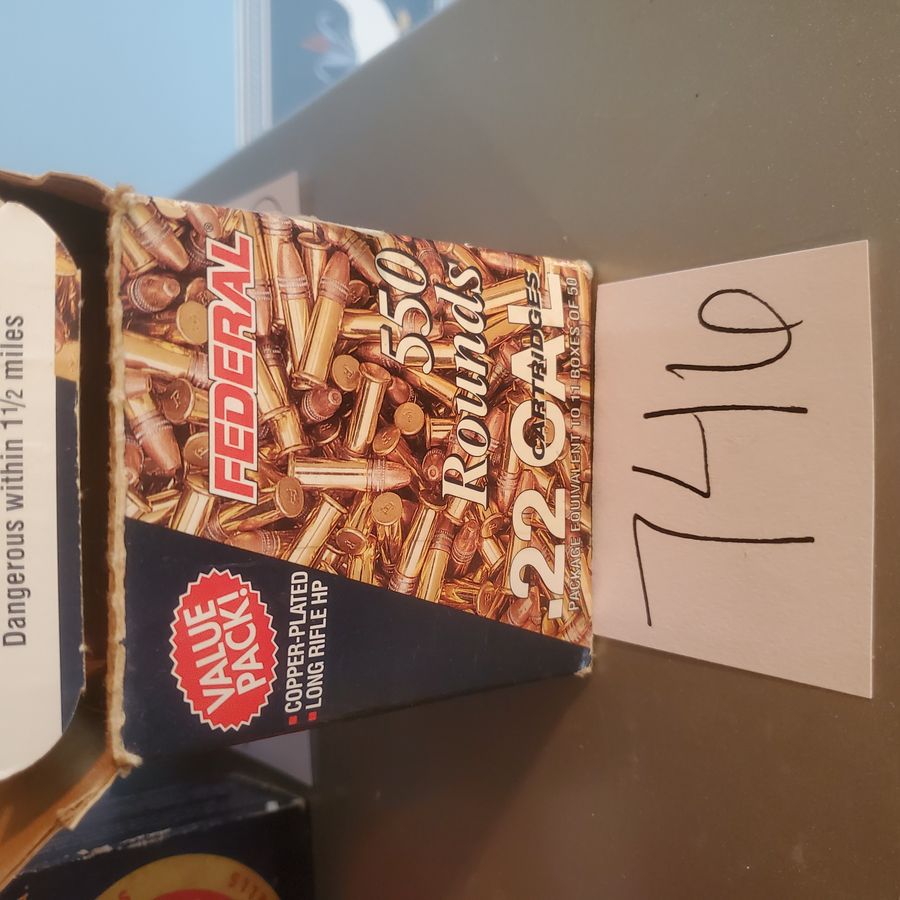 Dangerous within 1 1/2 miles
FEDERAL®
550
Rounds
.22 CAL
CARTRIDGES
PACKAGE EQUIVALENT TO 11 BOXES OF 50
VALUE
PACK!
COPPER-PLATED
LONG RIFLE HP
7416